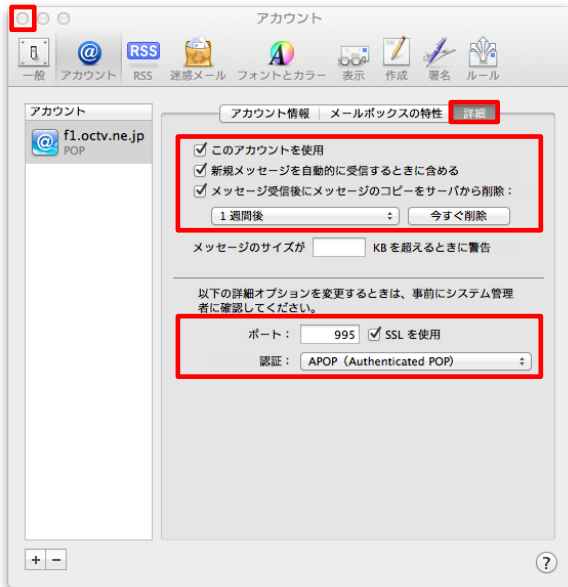 アカウント
RSS
一般 アカウント RSS 迷惑メール フォントとカラー 表示 作成 署名 ルール
アカウント
f1.octv.ne.jp
POP
アカウント情報 メールボックスの特性 詳細
このアカウントを使用
新規メッセージを自動的に受信するときに含める
メッセージ受信後にメッセージのコピーをサーバから削除：
1 週間後 今すぐ削除
メッセージのサイズが KB を超えるときに警告
以下の詳細オプションを変更するときは、事前にシステム管理
者に確認してください。
ポート： 995 SSL を使用
認証： APOP（Authenticated POP）
+ − ?